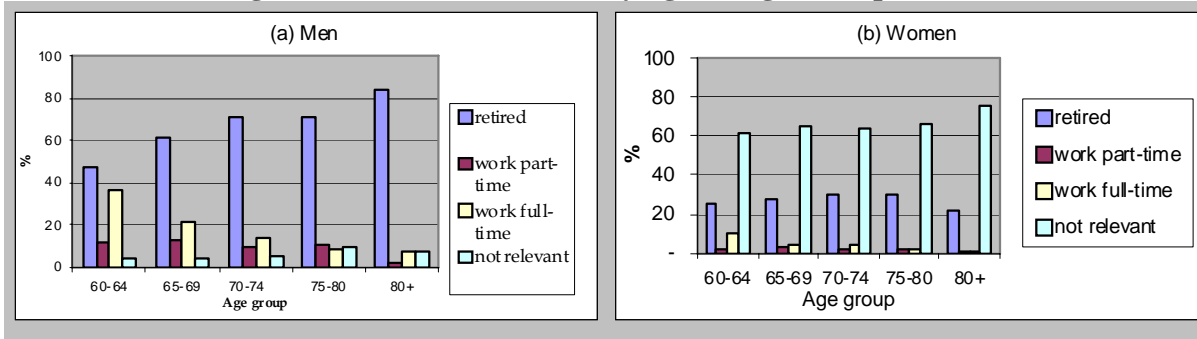 (a) Men
100
80
60
40
20
0
%
60-64 65-69 70-74 75-80 80+
Age group
retired
work part-
time
work full-
time
not relevant
(b) Women
100
80
60
40
20
-
%
60-64 65-69 70-74 75-80 80+
Age group
retired
work part-time
work full-time
not relevant